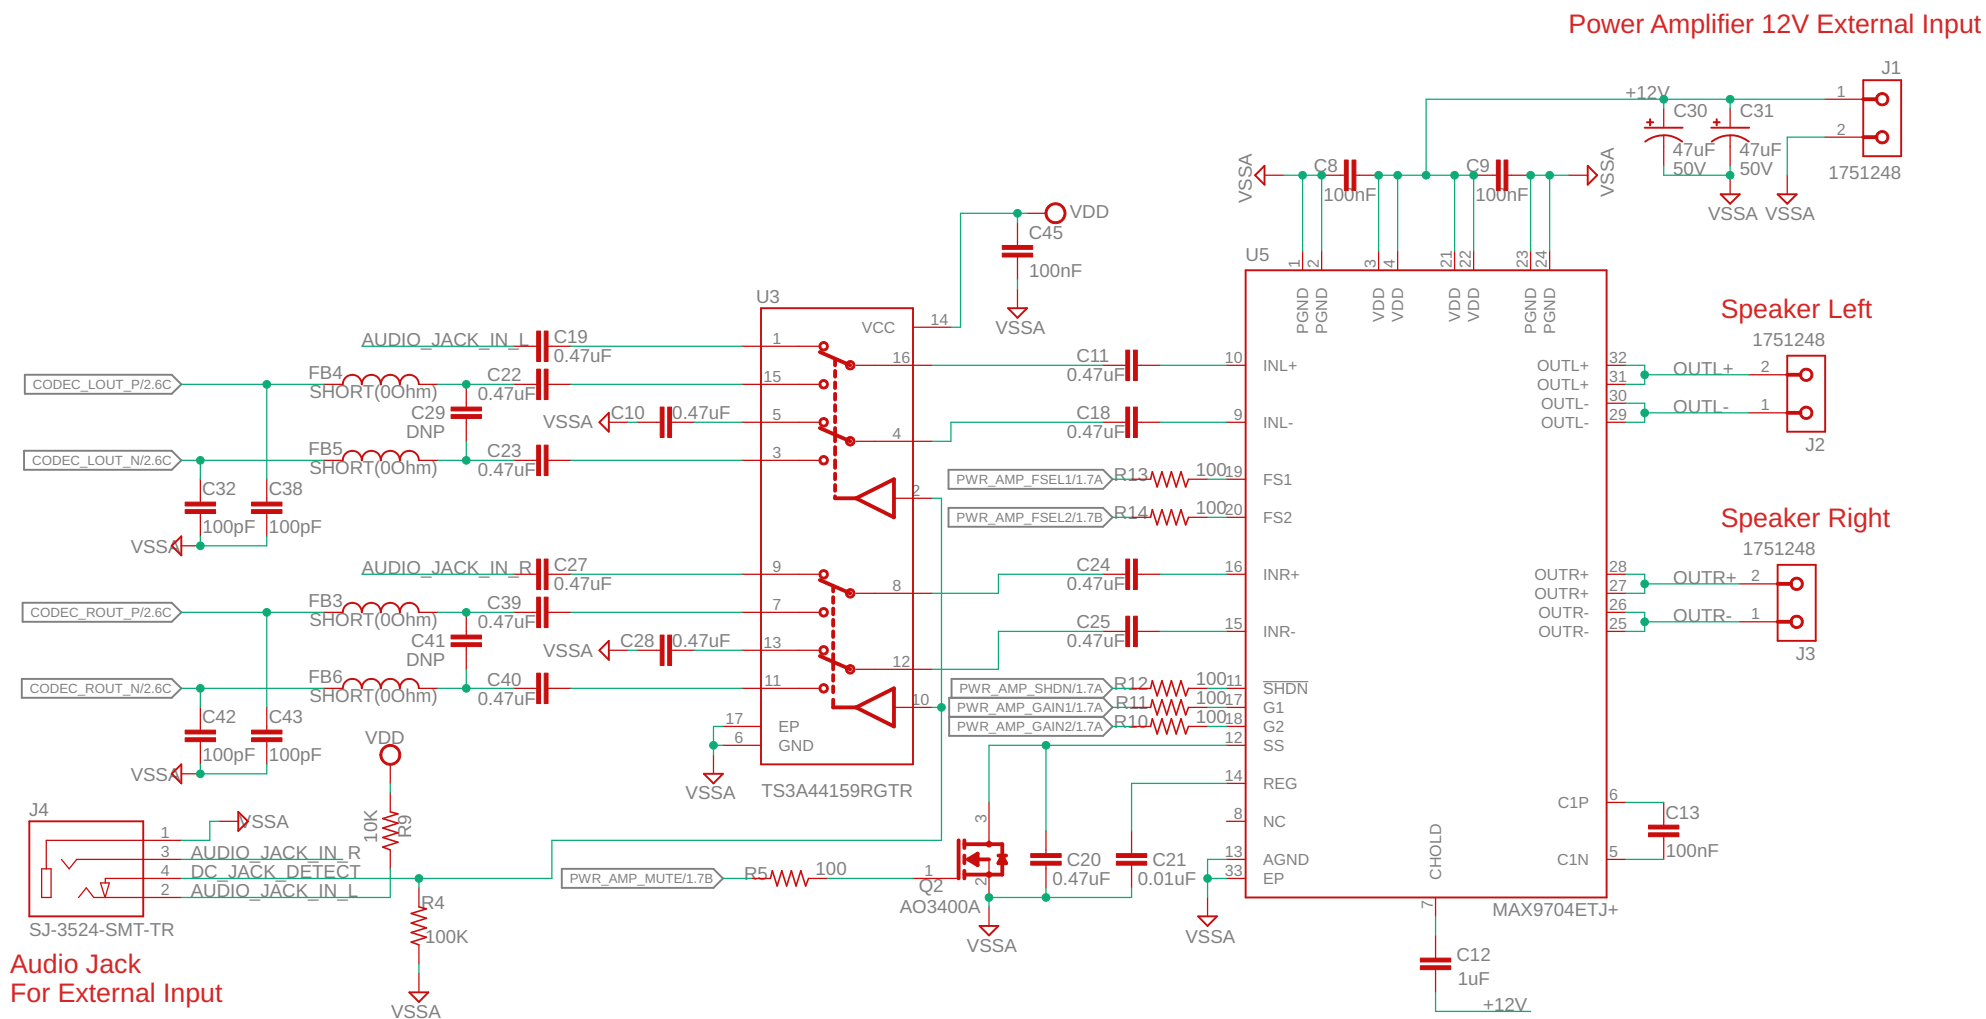 Power Amplifier 12V External Input
J1
+12V
1
C30
C31
+
+
2
47uF
50V
47uF
50V
1751248
VSSA
VSSA
VSSA
C8
100nF
C9
100nF
VSSA
VDD
C45
100nF
VSSA
U5
1
2
3
4
21
22
23
24
PGND
PGND
VDD
VDD
VDD
VDD
PGND
PGND
U3
VCC
14
AUDIO_JACK_IN_L
C19
0.47uF
1
16
C11
0.47uF
10
INL+
CODEC_LOUT_P/2.6C
FB4
SHORT(0Ohm)
C22
0.47uF
15
C29
DNP
VSSA
C10
0.47uF
5
4
C18
0.47uF
9
INL-
CODEC_LOUT_N/2.6C
FB5
SHORT(0Ohm)
C23
0.47uF
3
C32
100pF
C38
100pF
VSSA
2
PWR_AMP_FSEL1/1.7A
R13
100
19
FS1
PWR_AMP_FSEL2/1.7B
R14
100
20
FS2
AUDIO_JACK_IN_R
C27
0.47uF
9
8
C24
0.47uF
16
INR+
CODEC_ROUT_P/2.6C
FB3
SHORT(0Ohm)
C39
0.47uF
7
C41
DNP
VSSA
C28
0.47uF
13
12
C25
0.47uF
15
INR-
CODEC_ROUT_N/2.6C
FB6
SHORT(0Ohm)
C40
0.47uF
11
10
C42
100pF
C43
100pF
VSSA
17
EP
6
GND
VSSA
TS3A44159RGTR
PWR_AMP_SHDN/1.7A
R12
100
11
SHDN
PWR_AMP_GAIN1/1.7A
R11
100
17
G1
PWR_AMP_GAIN2/1.7A
R10
100
18
G2
12
SS
14
REG
8
NC
13
AGND
33
EP
VSSA
Speaker Left
1751248
OUTL+
32
OUTL+
31
OUTL-
30
OUTL-
29
OUTL+
2
OUTL-
1
J2
Speaker Right
1751248
OUTR+
28
OUTR+
27
OUTR-
26
OUTR-
25
OUTR+
2
OUTR-
1
J3
C1P
6
C13
100nF
C1N
5
CHOLD
7
MAX9704ETJ+
C12
1uF
+12V
VDD
10K
R9
J4
1
VSSA
3
AUDIO_JACK_IN_R
4
DC_JACK_DETECT
2
AUDIO_JACK_IN_L
SJ-3524-SMT-TR
R4
100K
VSSA
PWR_AMP_MUTE/1.7B
R5
100
1
3
2
Q2
AO3400A
VSSA
C20
0.47uF
C21
0.01uF
Audio Jack
For External Input